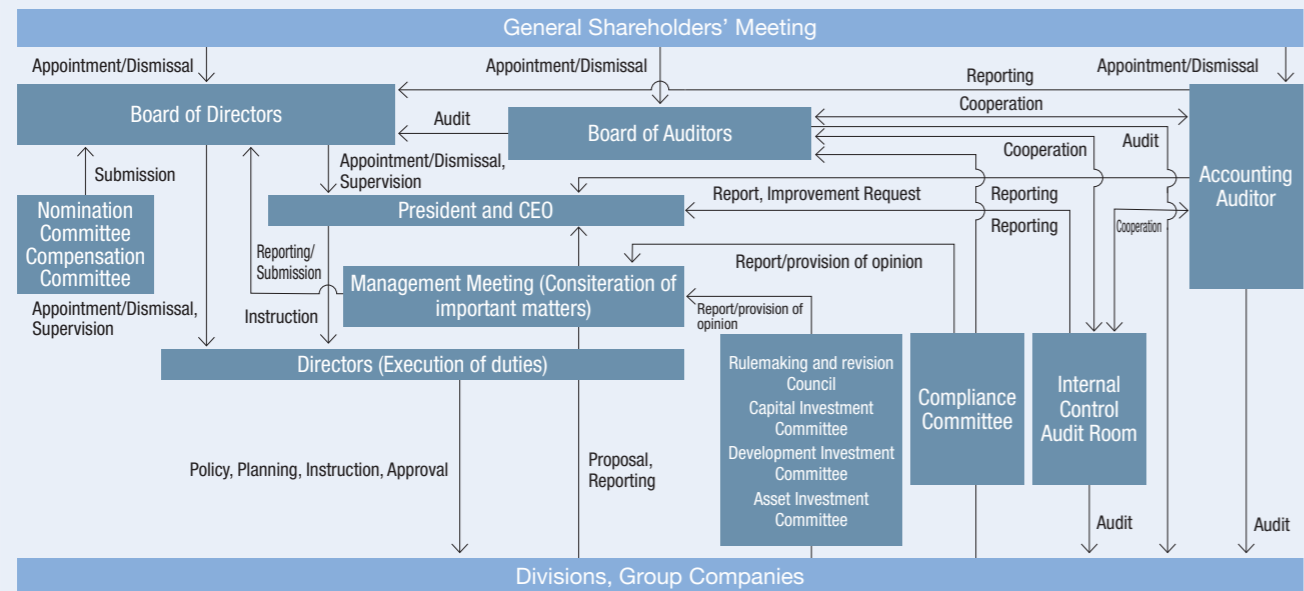 General Shareholders' Meeting
Appointment/Dismissal
Appointment/Dismissal
Reporting
Appointment/Dismissal
Board of Directors
Audit
Board of Auditors
Cooperation
Cooperation
Audit
Accounting
Auditor
Submission
Appointment/Dismissal,
Supervision
Nomination
Committee
Compensation
Committee
President and CEO
Report, Improvement Request
Reporting
Reporting
Cooperation
Reporting/
Submission
Management Meeting (Consiteration of
important matters)
Report/provision of opinion
Report/provision of
opinion
Appointment/Dismissal,
Supervision
Instruction
Directors (Execution of duties)
Rulemaking and revision
Council
Capital Investment
Committee
Development Investment
Committee
Asset Investment
Committee
Compliance
Committee
Internal
Control
Audit Room
Policy, Planning, Instruction, Approval
Proposal,
Reporting
Audit
Audit
Divisions, Group Companies